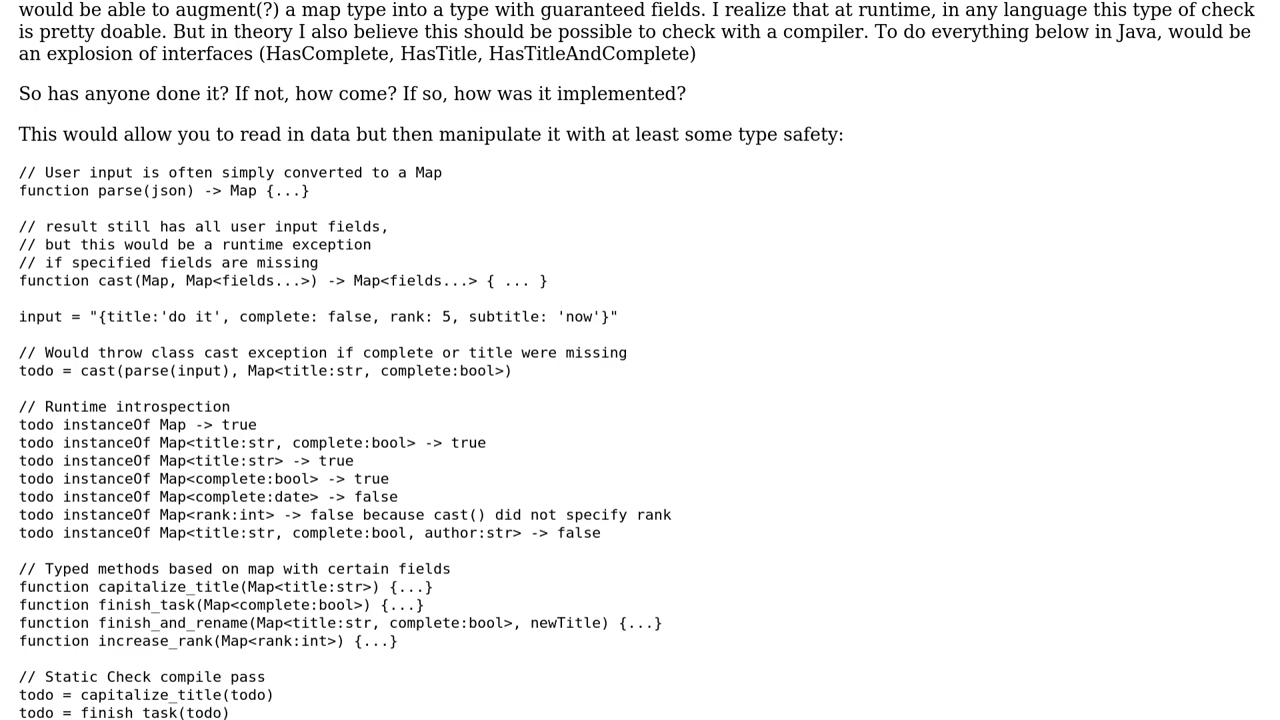 would be able to augment(?) a map type into a type with guaranteed fields. I realize that at runtime, in any language this type of check
is pretty doable. But in theory I also believe this should be possible to check with a compiler. To do everything below in Java, would be
an explosion of interfaces (HasComplete, HasTitle, HasTitleAndComplete)
So has anyone done it? If not, how come? If so, how was it implemented?
This would allow you to read in data but then manipulate it with at least some type safety:
// User input is often simply converted to a Map
function parse(json) -> Map {...}
// result still has all user input fields,
// but this would be a runtime exception
// if specified fields are missing
function cast(Map, Map<fields...>) -> Map<fields...> { ... }
input = "{title:'do it', complete: false, rank: 5, subtitle: 'now'}"
// Would throw class cast exception if complete or title were missing
todo = cast(parse(input), Map<title:str, complete:bool>)
// Runtime introspection
todo instanceOf Map -> true
todo instanceOf Map<title:str, complete:bool> -> true
todo instanceOf Map<title:str> -> true
todo instanceOf Map<complete:bool> -> true
todo instanceOf Map<complete:date> -> false
todo instanceOf Map<rank:int> -> false because cast() did not specify rank
todo instanceOf Map<title:str, complete:bool, author:str> -> false
// Typed methods based on map with certain fields
function capitalize_title(Map<title:str>) {...}
function finish_task(Map<complete:bool>) {...}
function finish_and_rename(Map<title:str, complete:bool>, newTitle) {...}
function increase_rank(Map<rank:int>) {...}
// Static Check compile pass
todo = capitalize_title(todo)
todo = finish_task(todo)